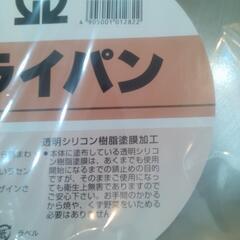 4 905001 012822
ライパン
透明シリコン樹脂塗膜加工
●本体に塗布している透明シリコ
ン樹脂塗膜は、あくまでも使用
開始になるまでの錆止めの目的
ですが、そのままご使用になっ
ても衛生上無害でありますので
ご安心下さい。お手間のかかる
から焼や、くず野菜をいためる
必要はありません。